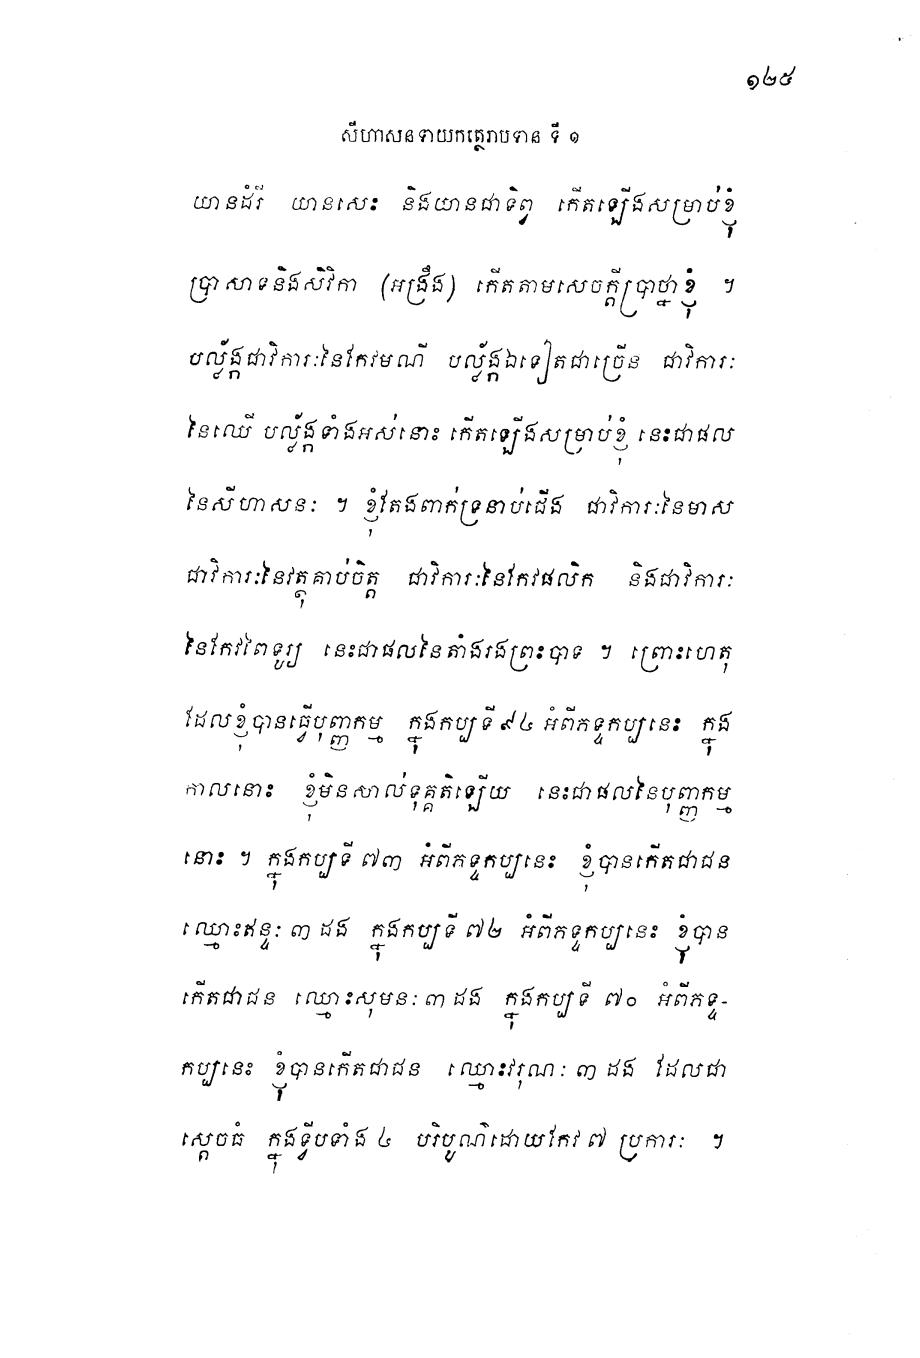 ១២៥
សីហាសនទាយកត្ថេរាបទាន ទី ១
យានដំរី យានសេះ និងយានជាទិព្វ កើតឡើងសម្រាប់ខ្ញុំ
ប្រាសាទនិងសិវិកា (អង្រឹង) កើតតាមសេចក្តីប្រាថ្នាខ្ញុំ ។
បល្ល័ង្កជាវិការៈនៃកែវមណី បល្ល័ង្កឯទៀតជាច្រើន ជាវិការៈ
នៃឈើ បល្ល័ង្កទាំងអស់នោះ កើតឡើងសម្រាប់ខ្ញុំ នេះជាផល
នៃសីហាសនៈ ។ ខ្ញុំតែងពាក់ទ្រនាប់ជើង ជាវិការៈនៃមាស
ជាវិការៈនៃវត្ថុគាប់ចិត្ត ជាវិការៈនៃកែវផលិក និងជាវិការៈ
នៃកែវពៃទូរ្យ នេះជាផលនៃតាំងរងព្រះបាទ ។ ព្រោះហេតុ
ដែលខ្ញុំបានធ្វើបុញ្ញកម្ម ក្នុងកប្បទី ៩៤ អំពីភទ្ទកប្បនេះ ក្នុង
កាលនោះ ខ្ញុំមិនសាល់ទុគ្គតិឡើយ នេះជាផលនៃបុញ្ញកម្ម
នោះ ។ ក្នុងកប្បទី ៧៣ អំពីភទ្ទកប្បនេះ ខ្ញុំបានកើតជាជន
ឈ្មោះឥន្ទៈ ៣ ដង ក្នុងកប្បទី ៧២ អំពីភទ្ទកប្បនេះ ខ្ញុំបាន
កើតជាជន ឈ្មោះសុមនៈ ៣ ដង ក្នុងកប្បទី ៧០ អំពីភទ្ទ-
កប្បនេះ ខ្ញុំបានកើតជាជន ឈ្មោះវរុណៈ ៣ ដង ដែលជា
ស្តេចធំ ក្នុងទ្វីបទាំង ៤ បរិបូណ៌ដោយកែវ ៧ ប្រការៈ ។